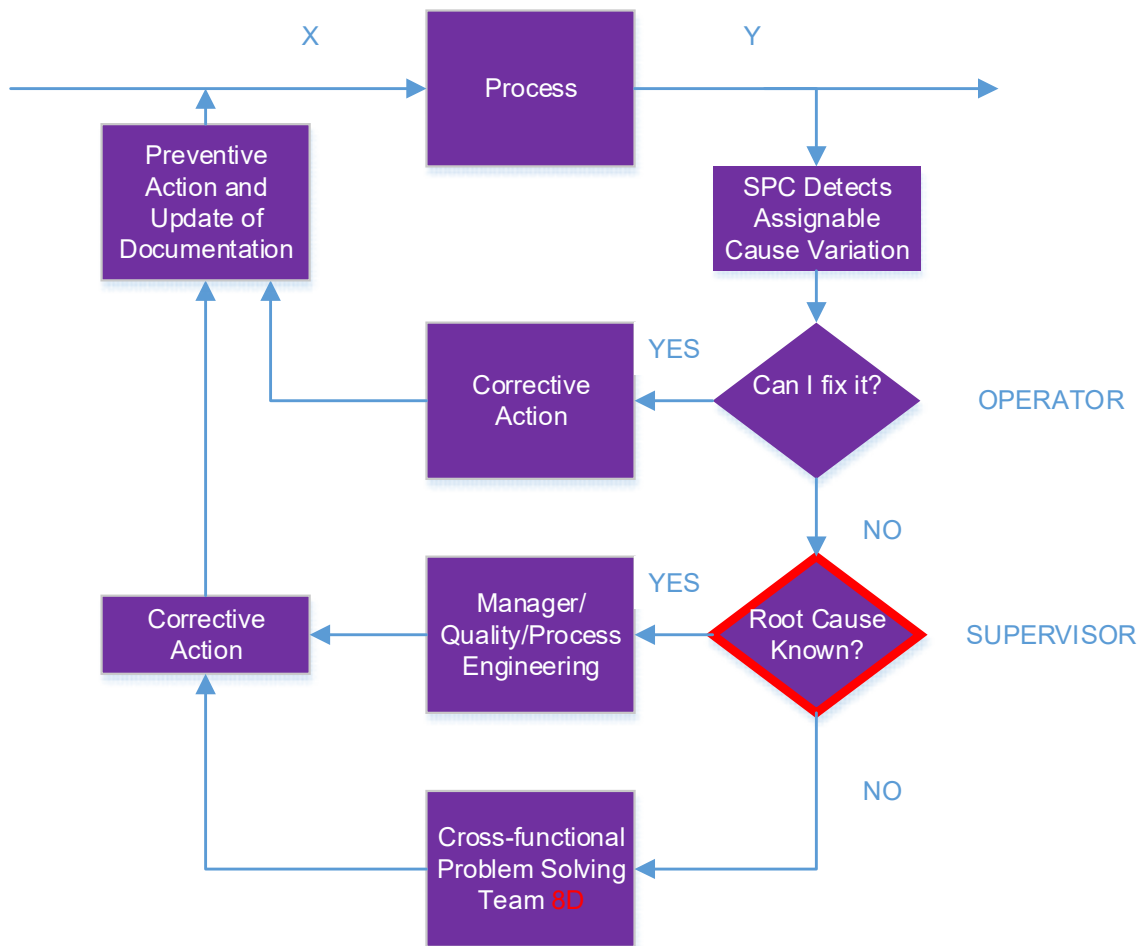 X
Y
Process
Preventive
Action and
Update of
Documentation
SPC Detects
Assignable
Cause Variation
YES
Corrective
Action
Can I fix it?
OPERATOR
NO
Corrective
Action
Manager/
Quality/Process
Engineering
YES
Root Cause
Known?
SUPERVISOR
NO
Cross-functional
Problem Solving
Team 8D